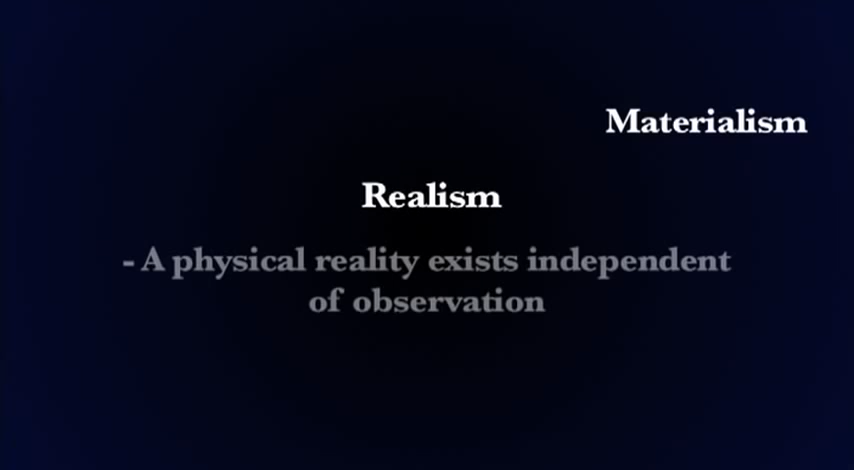 Materialism
Realism
- A physical reality exists independent
of observation